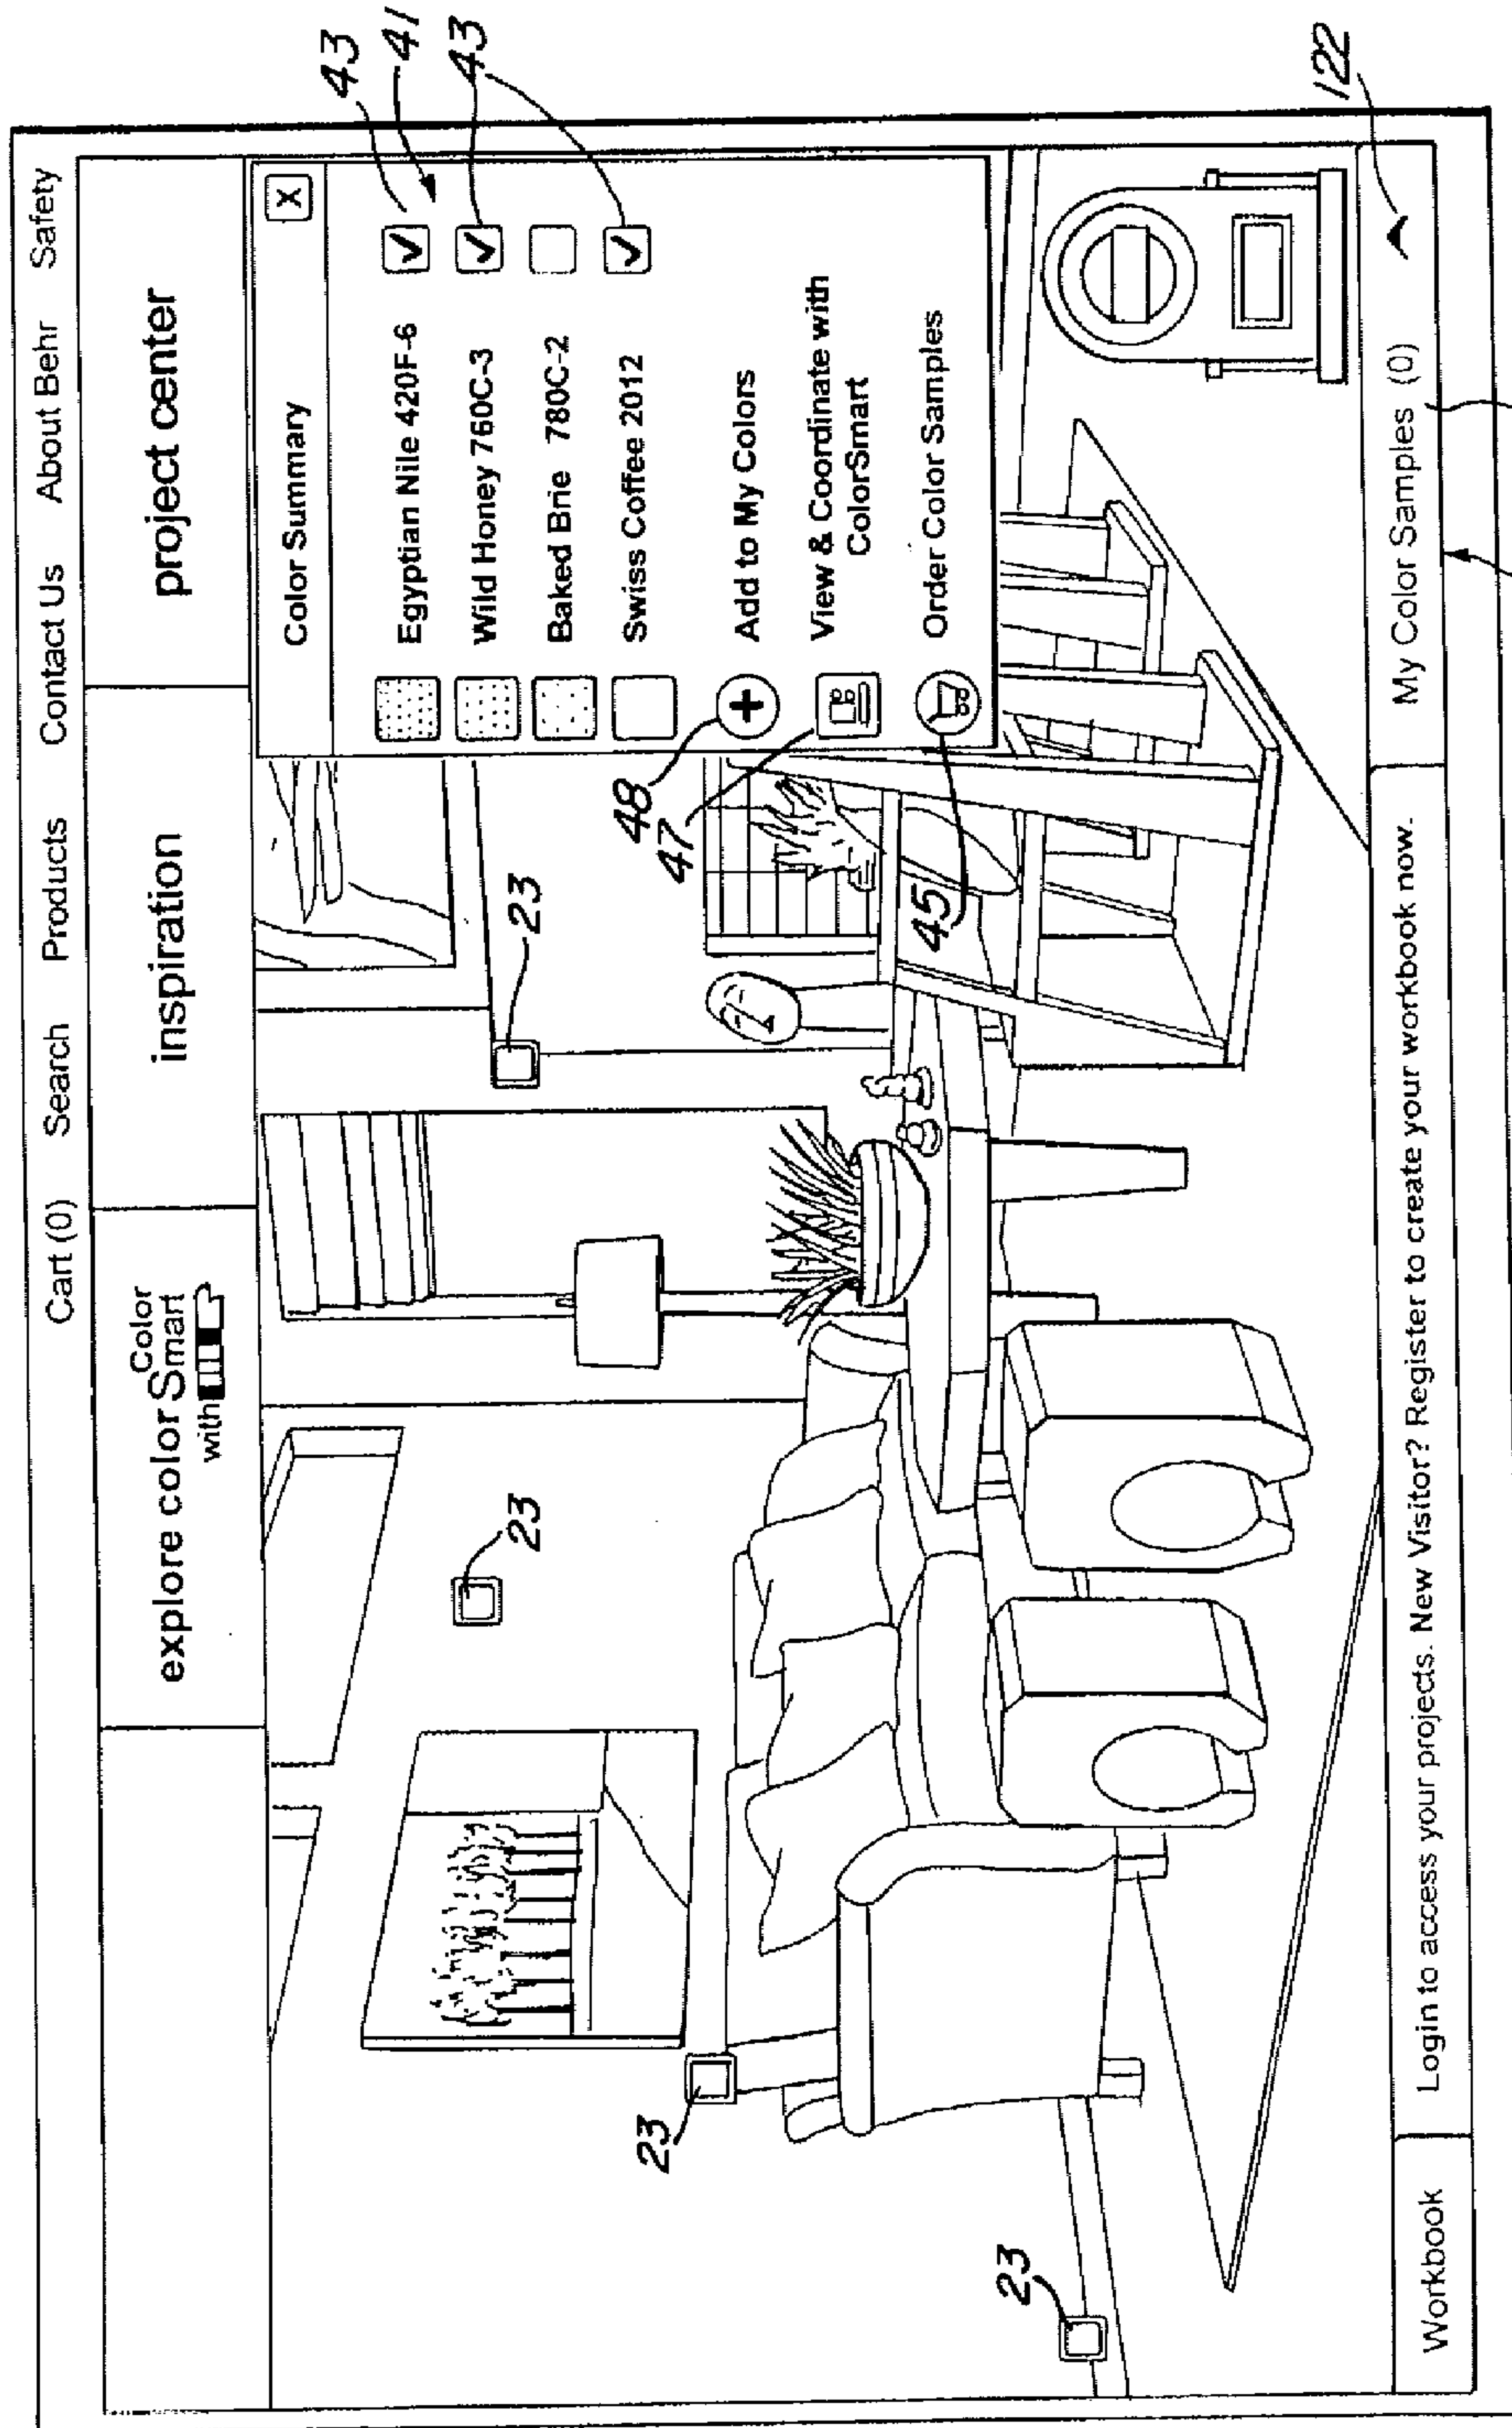 Cart (0) Search Products Contact Us About Behr Safety
explore color
with
Color
Smart
inspiration
project center
Color Summary X
Egyptian Nile 420F-6
Wild Honey 760C-3
Baked Brie 780C-2
Swiss Coffee 2012
Add to My Colors
View & Coordinate with
ColorSmart
Order Color Samples
43
41
43
48
47
45
23
23
23
23
122
Workbook
Login to access your projects. New Visitor? Register to create your workbook now.
My Color Samples (0)